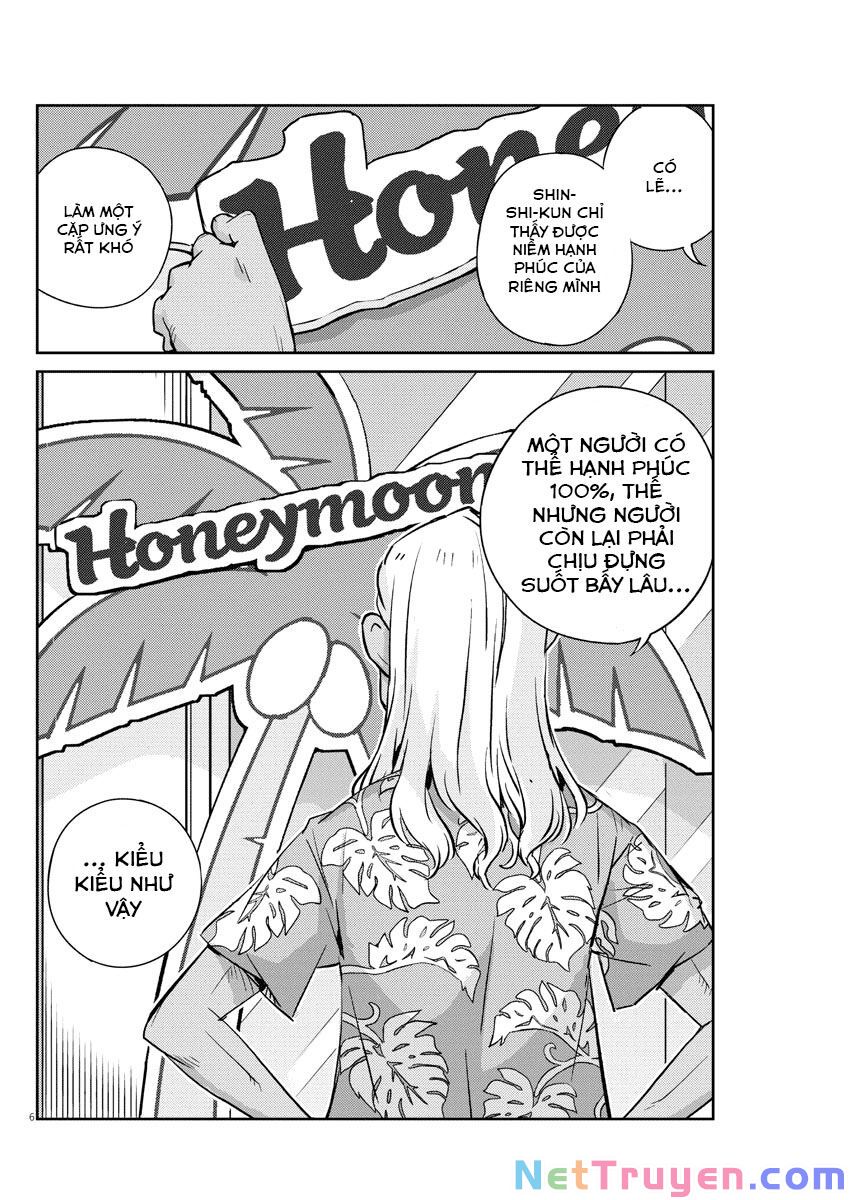 CÓ
LẼ...
SHIN-
SHI-KUN CHỈ
THẤY ĐƯỢC
NIỀM HẠNH
PHÚC CỦA
RIÊNG MÌNH
Hone
LÀM MỘT
CẶP ƯNG Ý
RẤT KHÓ
MỘT NGƯỜI CÓ
THỂ HẠNH PHÚC
100%, THẾ
NHƯNG NGƯỜI
CÒN LẠI PHẢI
CHỊU ĐỰNG
SUỐT BẤY LÂU...
Honeymoon
... KIỂU
KIỂU NHƯ
VẬY
6
NetTruyen.com